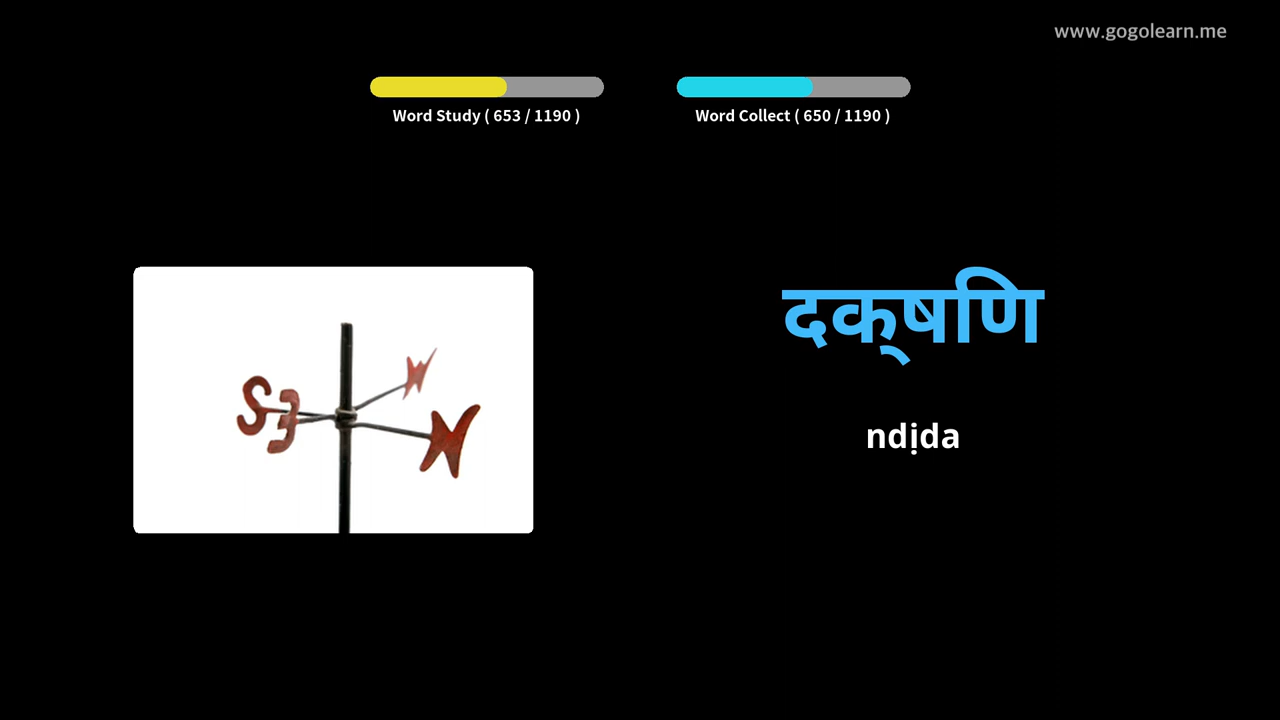 www.gogolearn.me
Word Study ( 653 / 1190 )
Word Collect ( 650 / 1190 )
दक्षणि
ndịda
S E N W